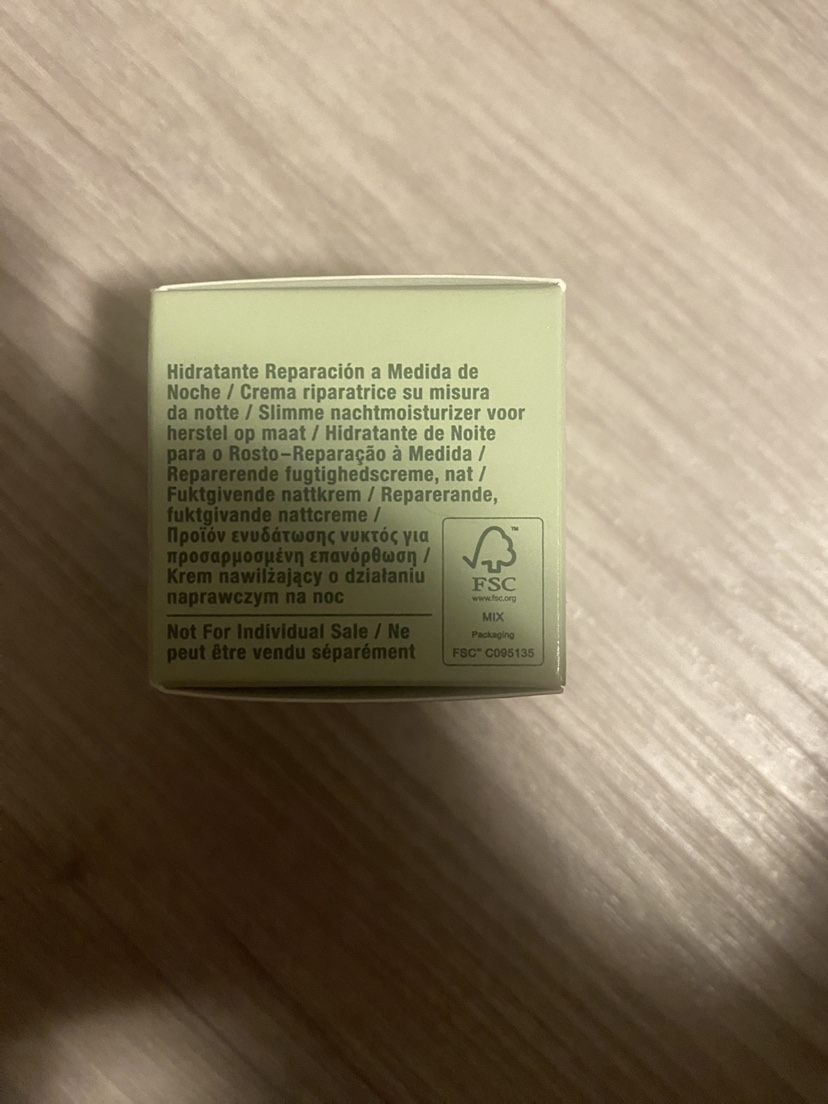 Hidratante Reparación a Medida de
Noche / Crema riparatrice su misura
da notte / Slimme nachtmoisturizer voor
herstel op maat / Hidratante de Noite
para o Rosto–Reparação à Medida /
Reparerende fugtighedscreme, nat /
Fuktgivende nattkrem / Reparerande,
fuktgivande nattcreme /
Προϊόν ενυδάτωσης νυκτός για
προσαρμοσμένη επανόρθωση /
Krem nawilżający o działaniu
naprawczym na noc
Not For Individual Sale / Ne
peut être vendu séparément
™
FSC
www.fsc.org
MIX
Packaging
FSC™ C095135